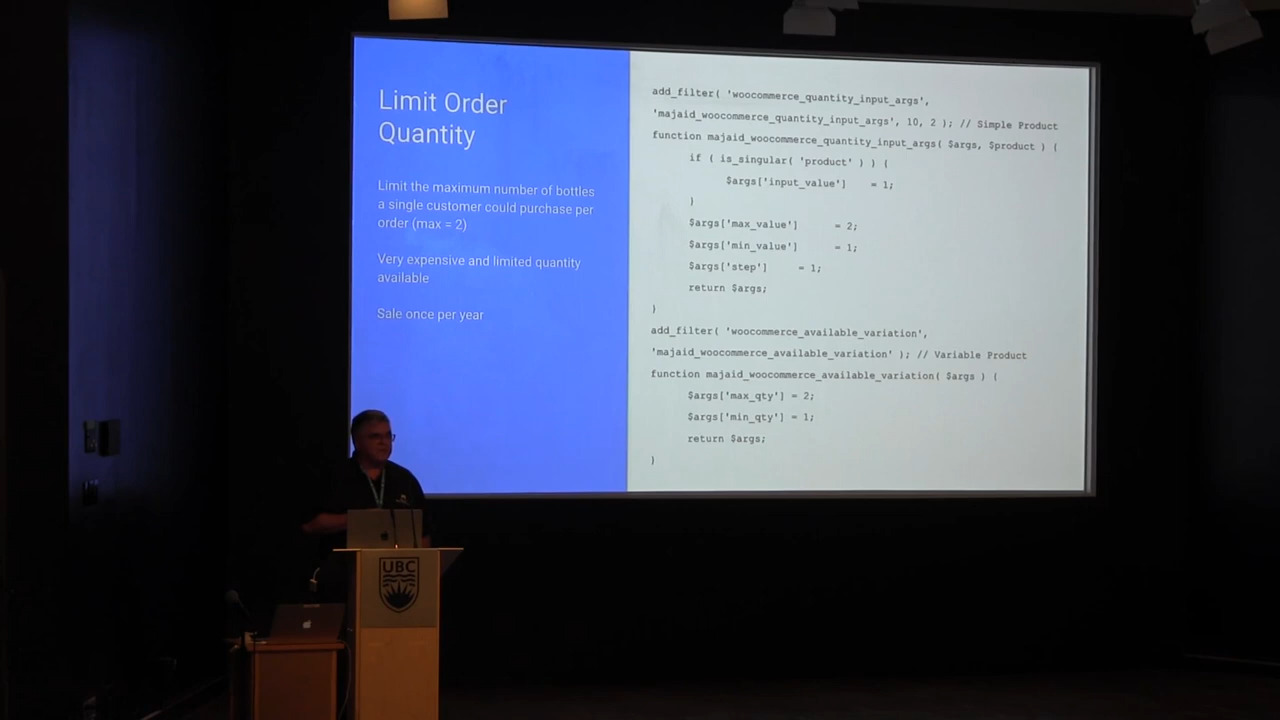 Limit Order
Quantity
Limit the maximum number of bottles
a single customer could purchase per
order (max = 2)
Very expensive and limited quantity
available
Sale once per year
add_filter( 'woocommerce_quantity_input_args',
'majaid_woocommerce_quantity_input_args', 10, 2 ); // Simple Product
function majaid_woocommerce_quantity_input_args( $args, $product ) {
if ( is_singular( 'product' ) ) {
$args['input_value'] = 1;
}
$args['max_value'] = 2;
$args['min_value'] = 1;
$args['step'] = 1;
return $args;
}
add_filter( 'woocommerce_available_variation',
'majaid_woocommerce_available_variation' ); // Variable Product
function majaid_woocommerce_available_variation( $args ) {
$args['max_qty'] = 2;
$args['min_qty'] = 1;
return $args;
}
UBC